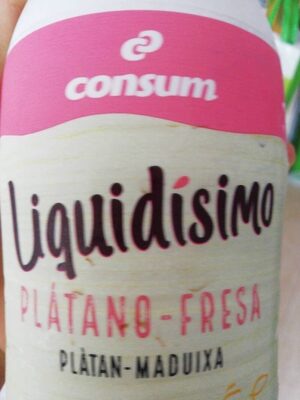 consum
Liquidísimo
PLÁTANO-FRESA
PLÀTAN-MADUIXA